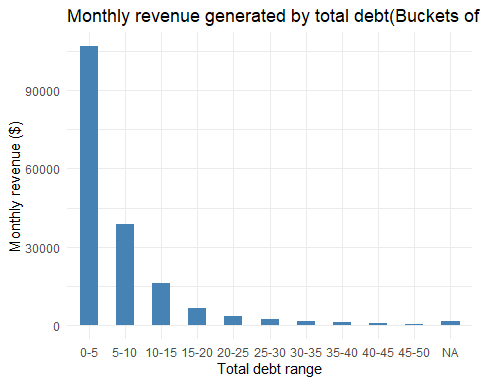 Monthly revenue generated by total debt(Buckets of
Monthly revenue ($)
90000
60000
30000
0
0-5 5-10 10-15 15-20 20-25 25-30 30-35 35-40 40-45 45-50 NA
Total debt range